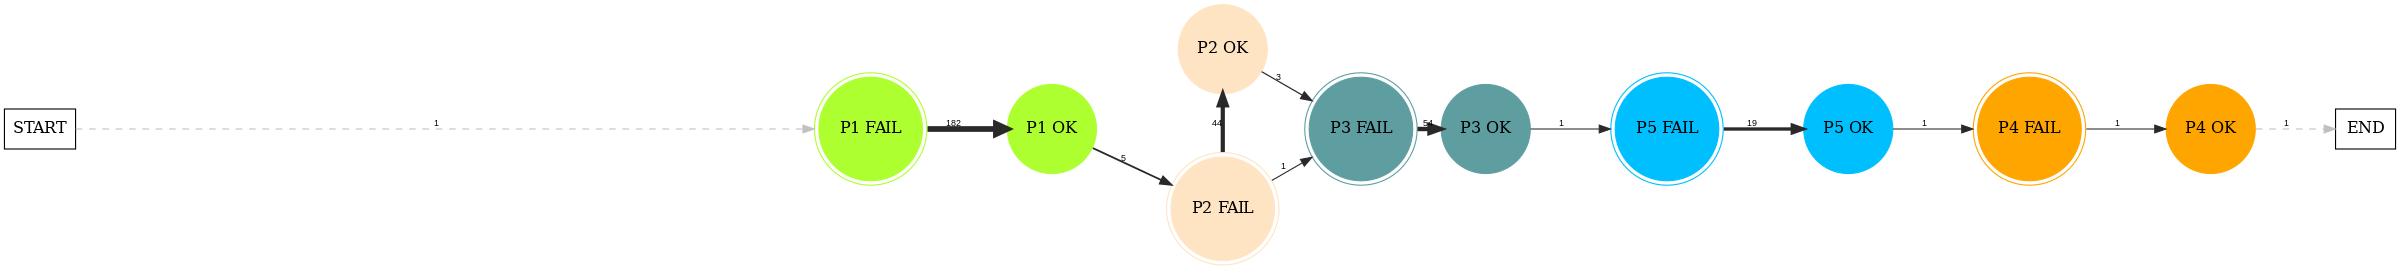 START
1
P1 FAIL
182
P1 OK
5
P2 OK
44
P2 FAIL
3
1
P3 FAIL
54
P3 OK
1
P5 FAIL
19
P5 OK
1
P4 FAIL
1
P4 OK
1
END